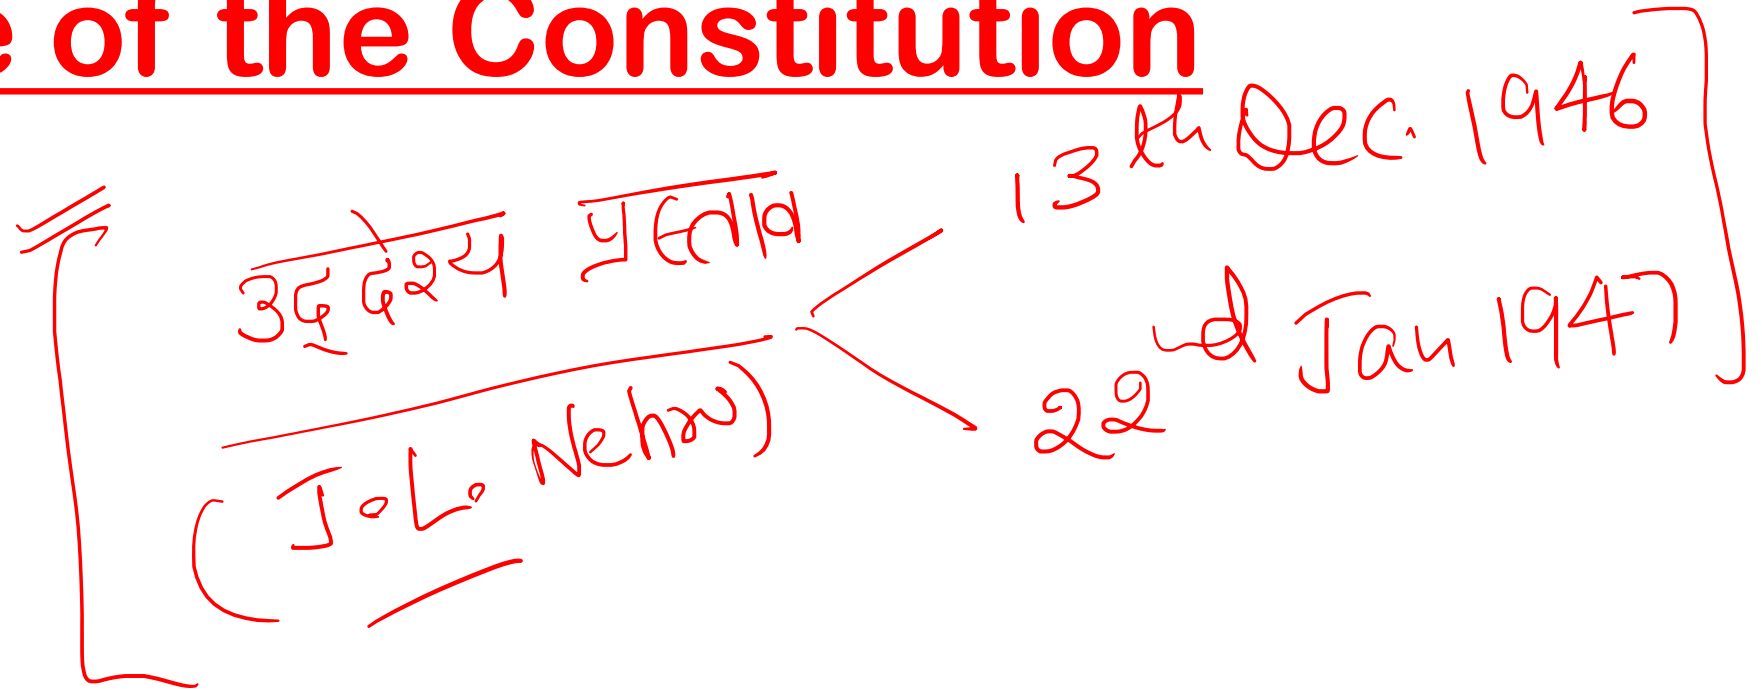 of the Constitution
13th Dec. 1946
उद्देश्य प्रस्ताव
22nd Jan 1947
(J.L. Nehru)